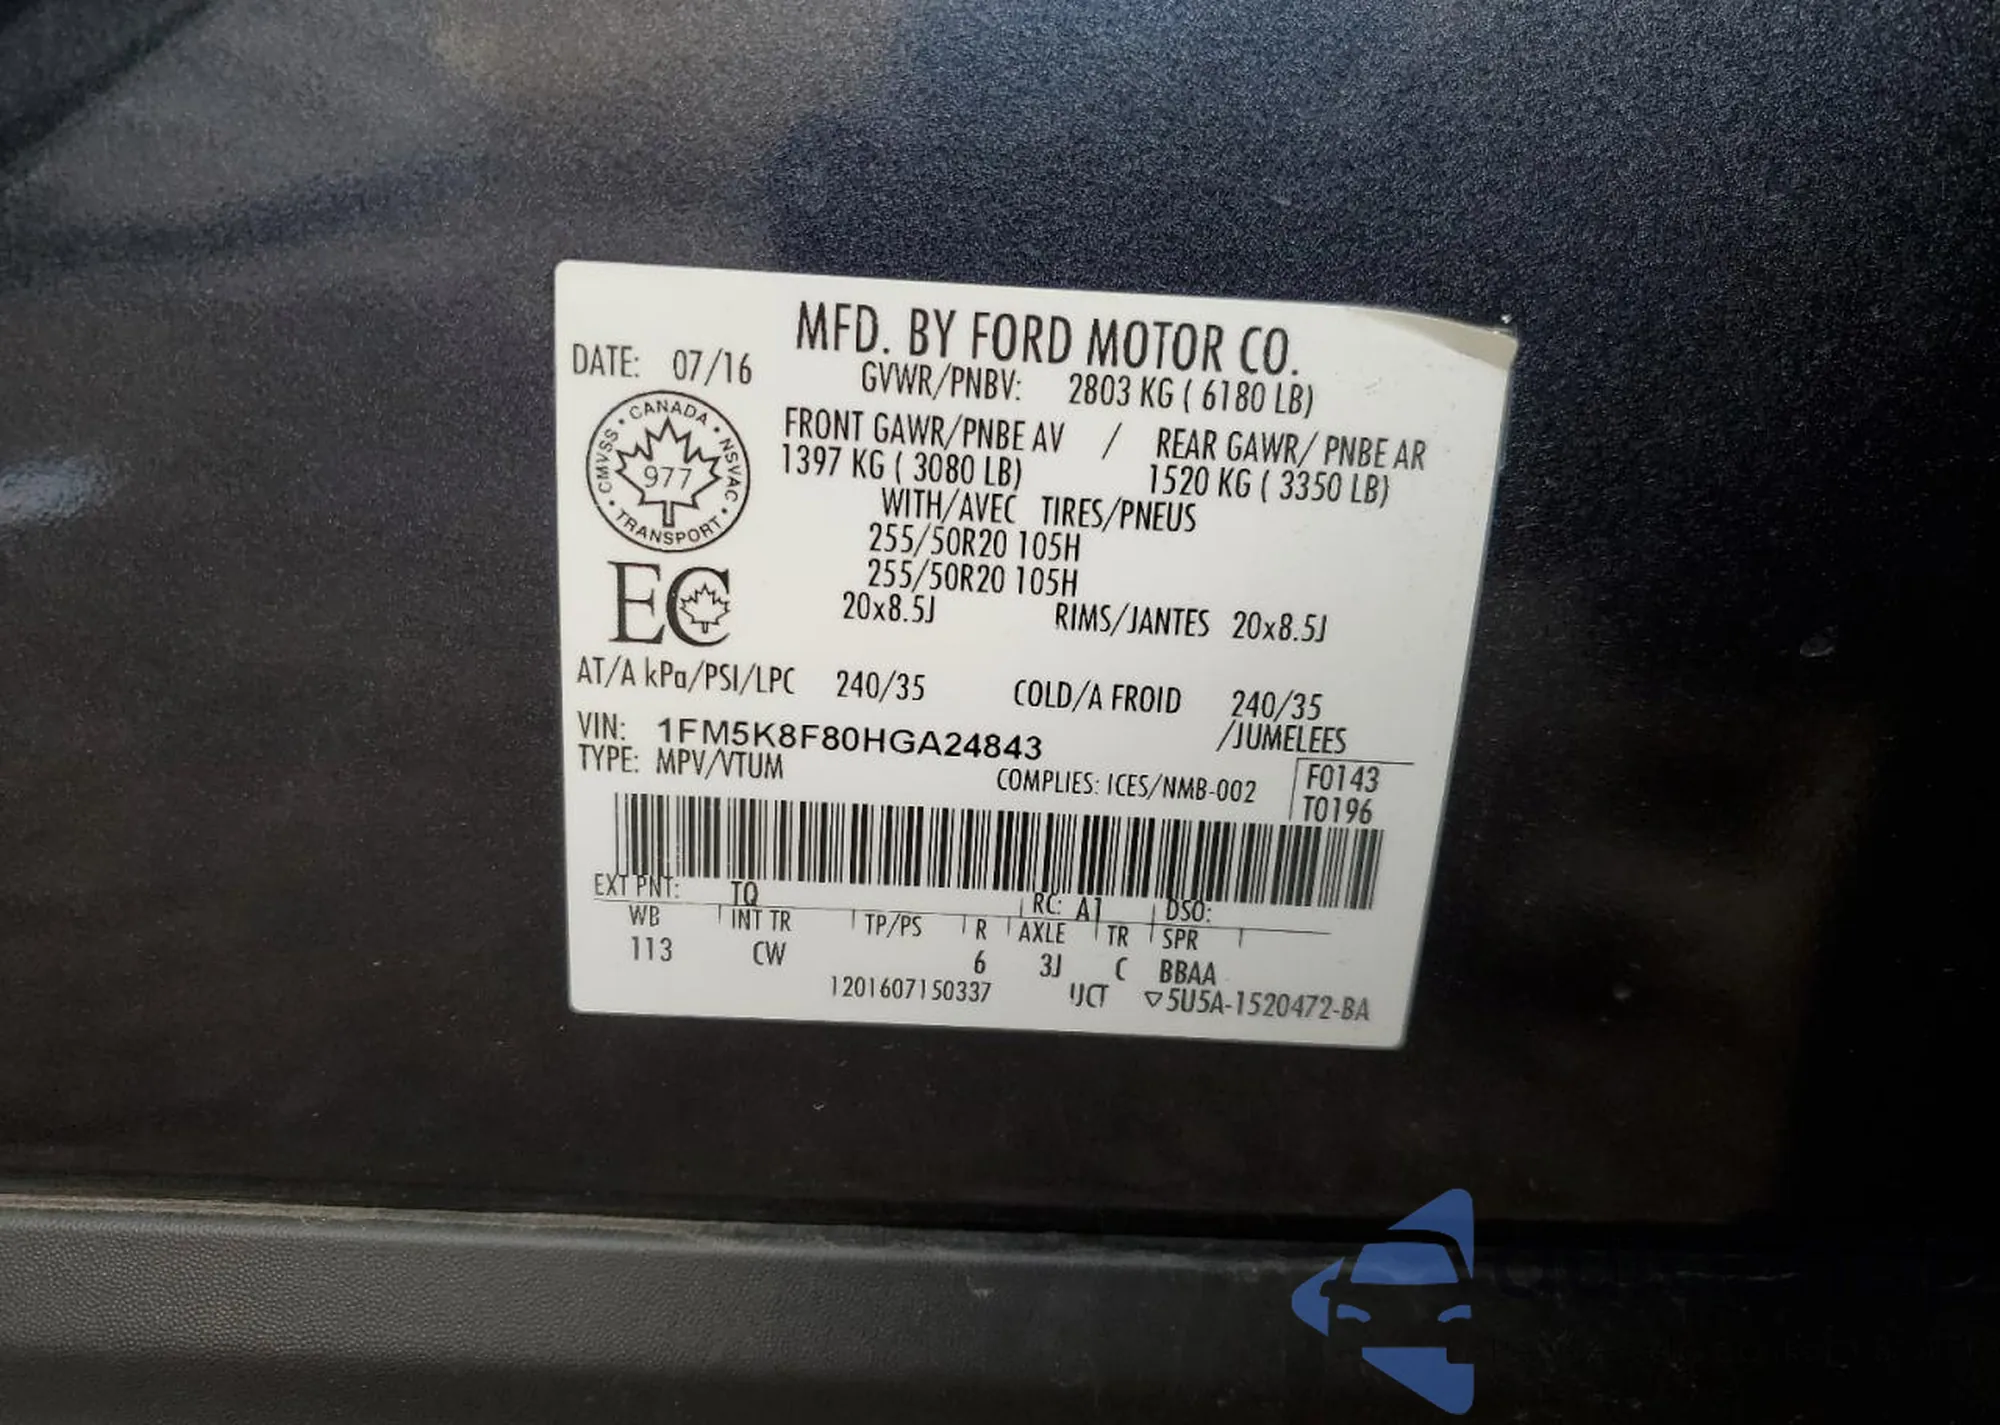 MFD. BY FORD MOTOR CO.
DATE: 07/16
GVWR/PNBV: 2803 KG ( 6180 LB)
FRONT GAWR/PNBE AV / REAR GAWR/ PNBE AR
1397 KG ( 3080 LB) 1520 KG ( 3350 LB)
CANADA
CMVSS 977 NSVAC
TRANSPORT
WITH/AVEC TIRES/PNEUS
255/50R20 105H
255/50R20 105H
EC
20x8.5J RIMS/JANTES 20x8.5J
AT/A kPa/PSI/LPC 240/35 COLD/A FROID 240/35
VIN: 1FM5K8F80HGA24843 /JUMELEES
TYPE: MPV/VTUM COMPLIES: ICES/NMB-002 F0143
T0196
EXT PNT: TQ RC: A1 DSO:
WB INT TR TP/PS R AXLE TR SPR
113 CW 6 3J C BBAA
1201607150337 UCT ▽5U5A-1520472-BA